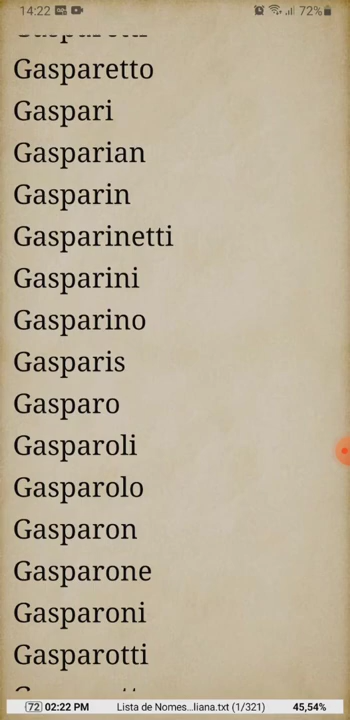 14:22 72%
Gasparetto
Gaspari
Gasparian
Gasparin
Gasparinetti
Gasparini
Gasparino
Gasparis
Gasparo
Gasparoli
Gasparolo
Gasparon
Gasparone
Gasparoni
Gasparotti
72 02:22 PM Lista de Nomes...liana.txt (1/321) 45,54%